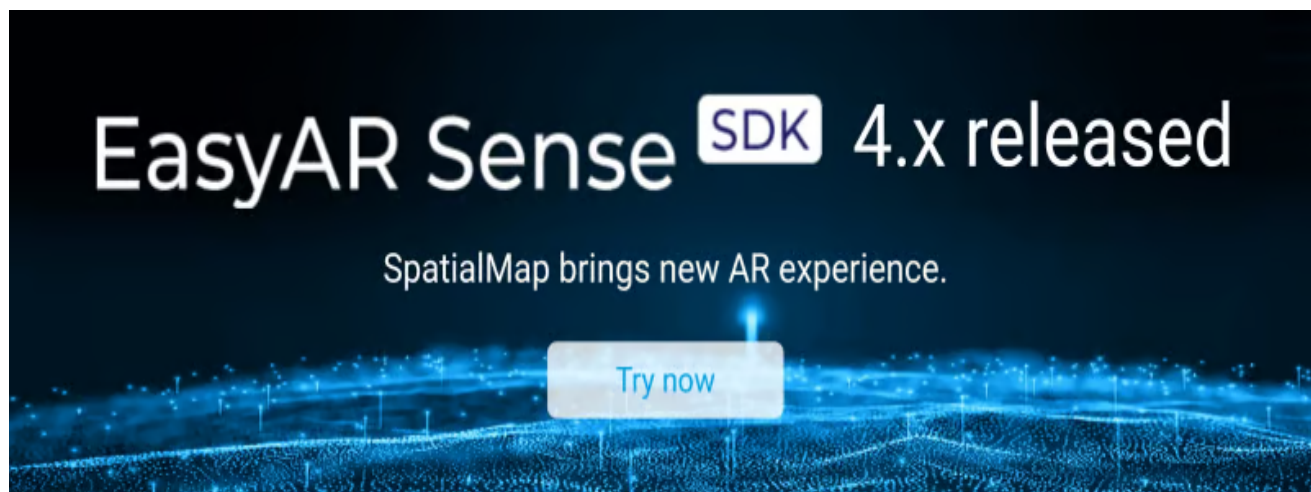 EasyAR Sense SDK 4.x released
SpatialMap brings new AR experience.
Try now